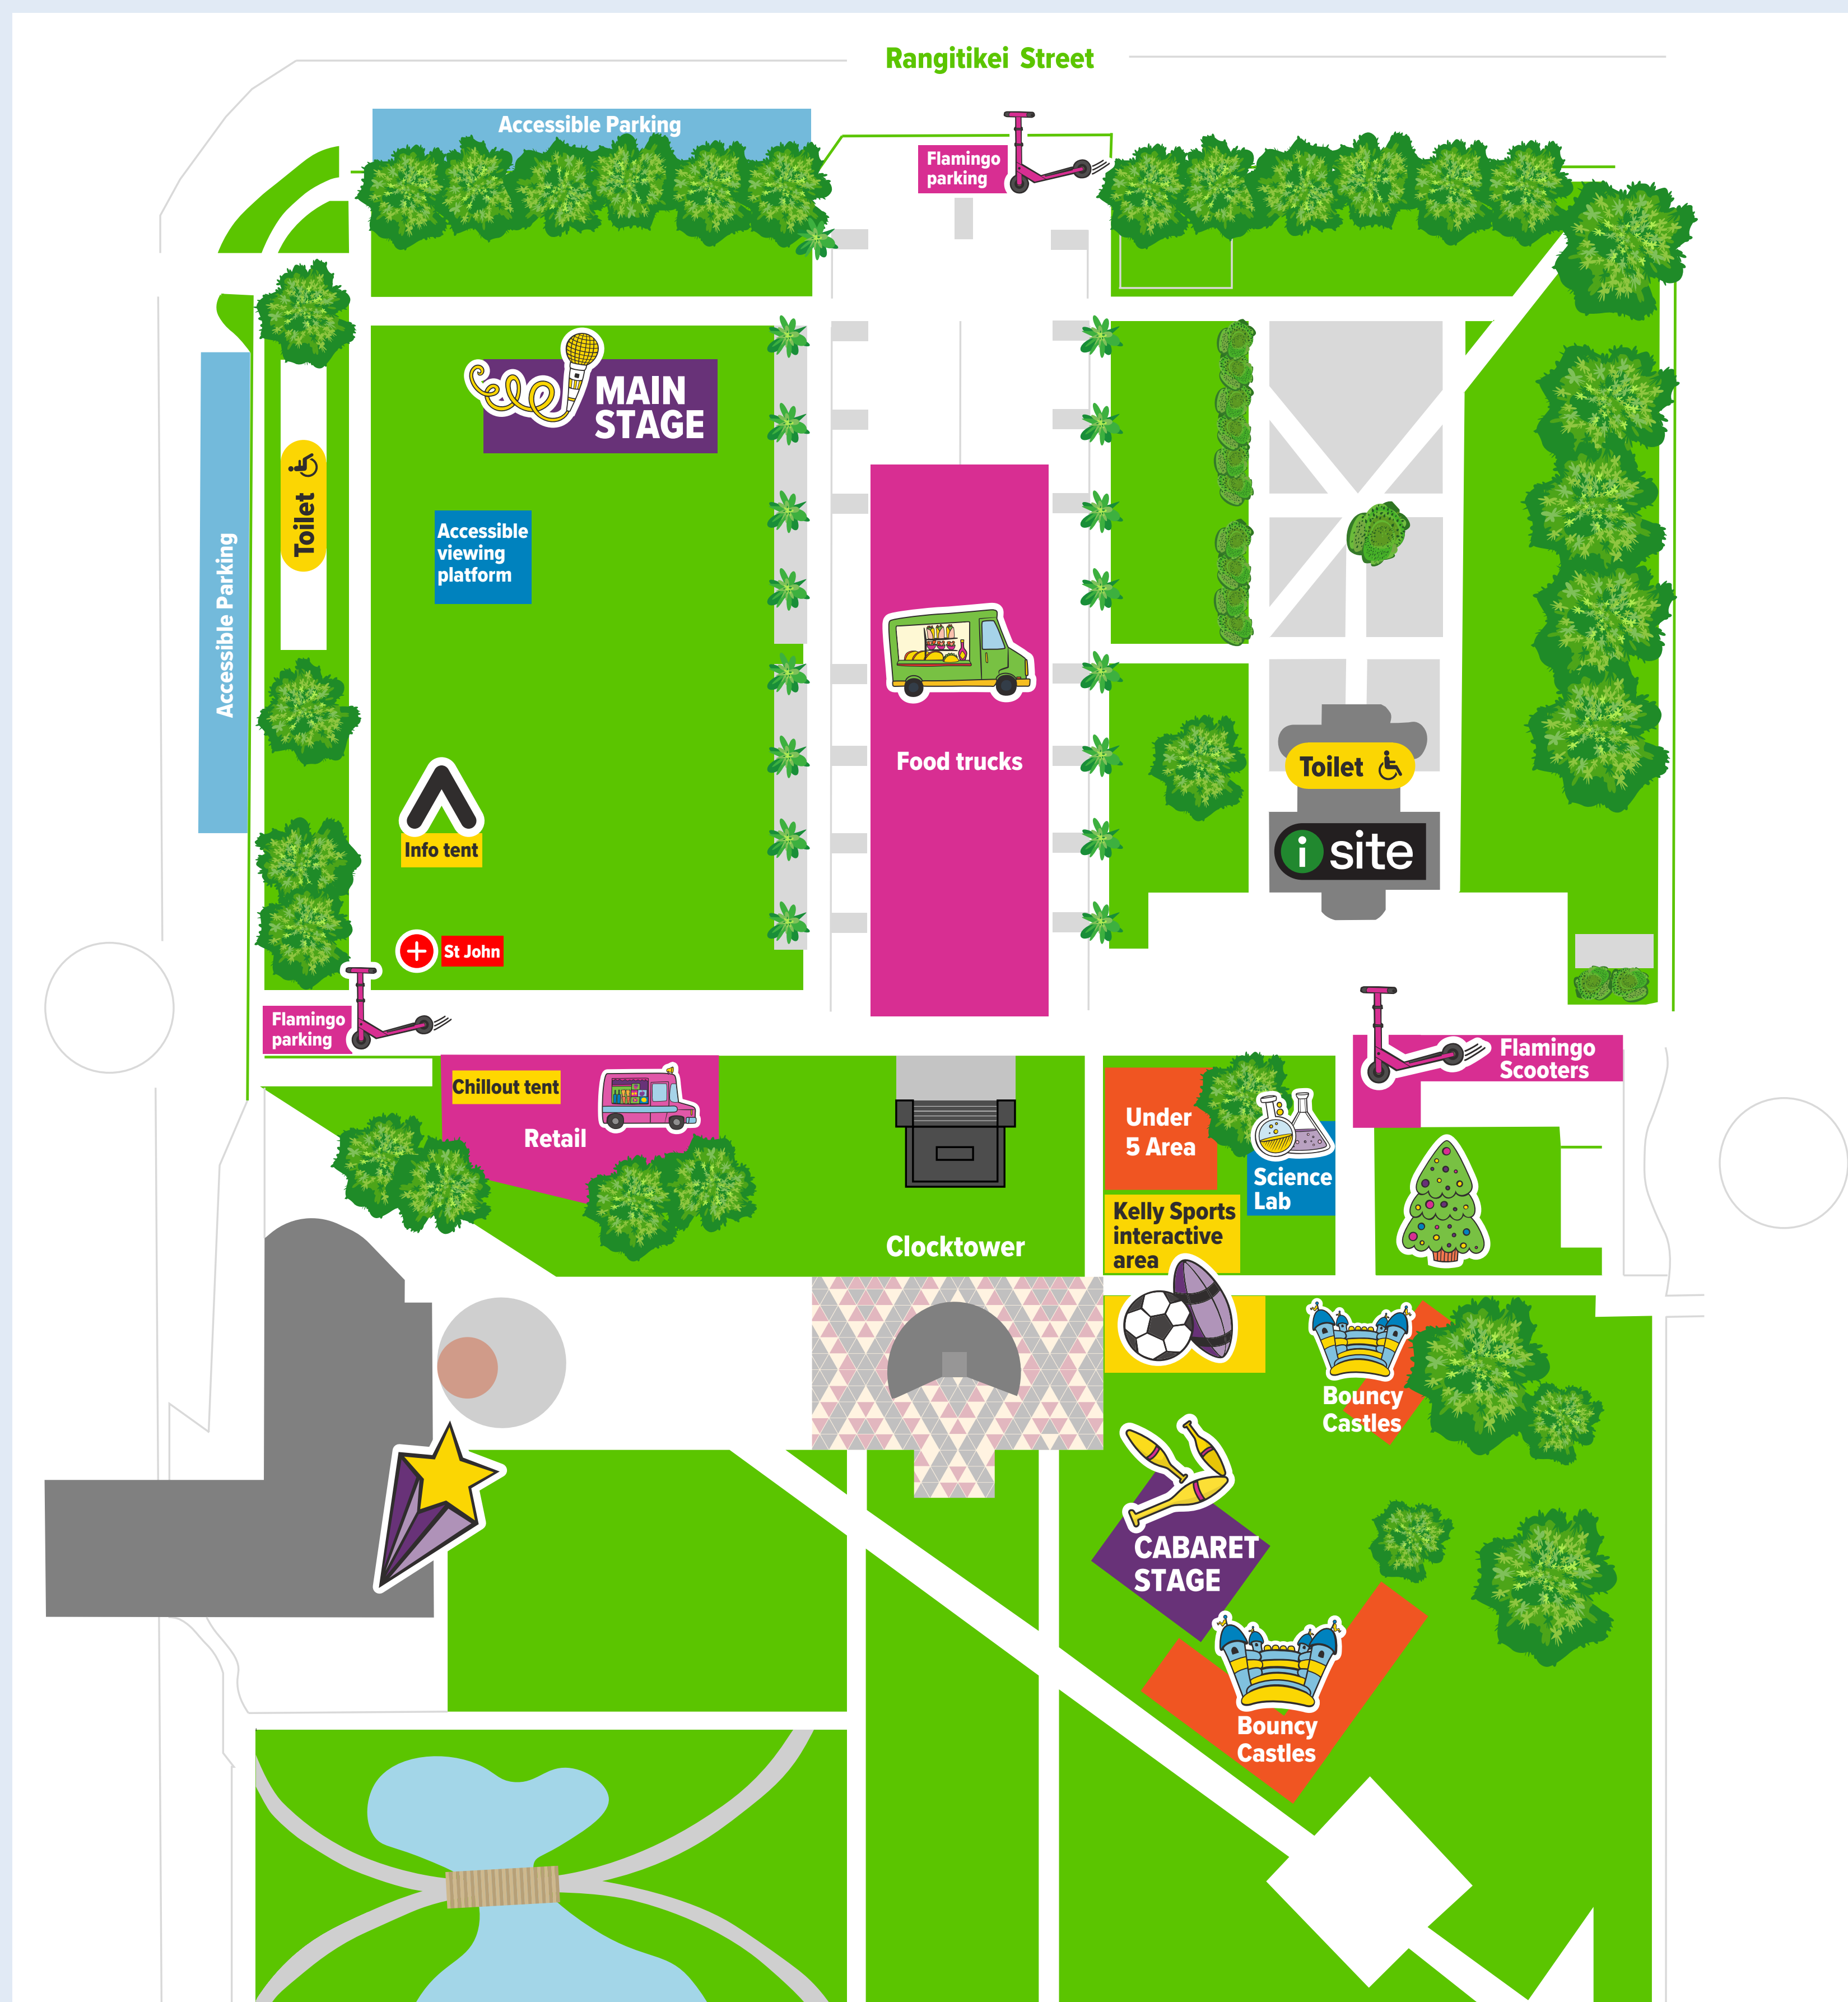 Rangitikei Street
Accessible Parking
Flamingo
parking
MAIN
STAGE
Toilet
Accessible
viewing
platform
Accessible Parking
Food trucks
Toilet
i site
Info tent
St John
Flamingo
parking
Flamingo
Scooters
Chillout tent
Retail
Under
5 Area
Science
Lab
Kelly Sports
interactive
area
Clocktower
Bouncy
Castles
CABARET
STAGE
Bouncy
Castles